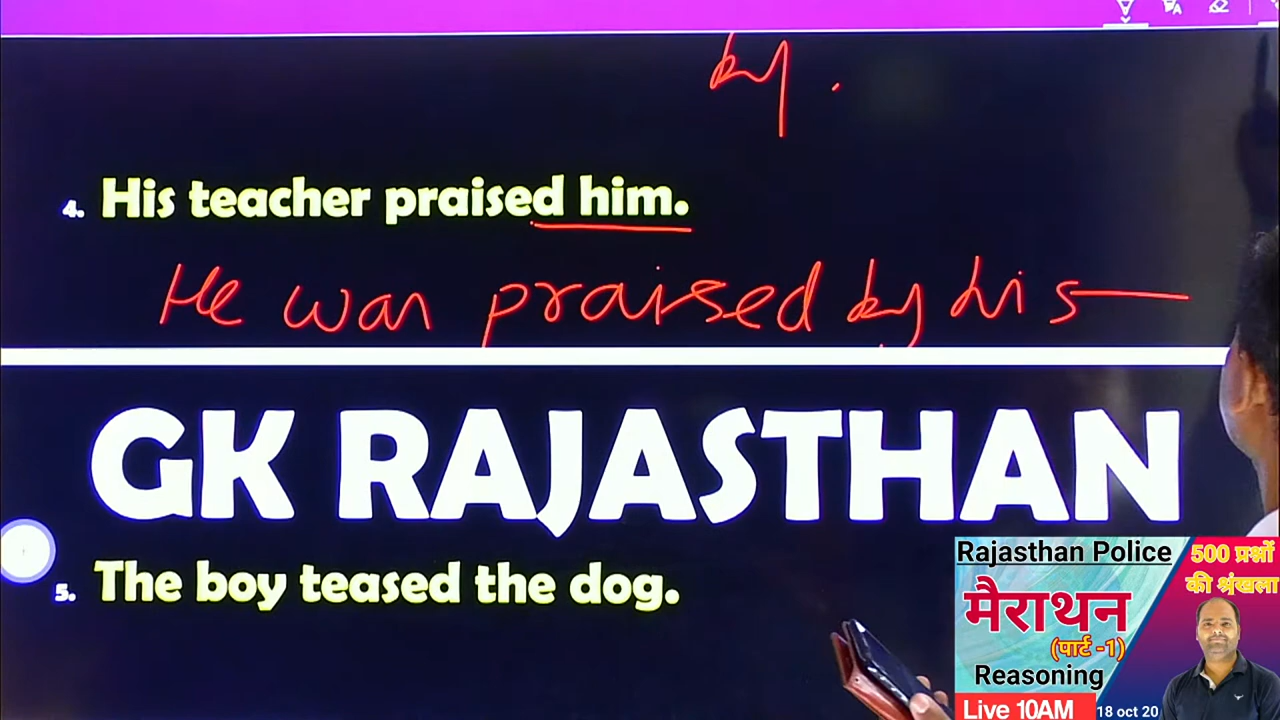 by.
4. His teacher praised him.
He was praised by his
GK RAJASTHAN
5. The boy teased the dog.
Rajasthan Police
500 प्रश्नों
की श्रृंखला
मैराथन
(पार्ट -1)
Reasoning
Live 10AM
18 oct 20